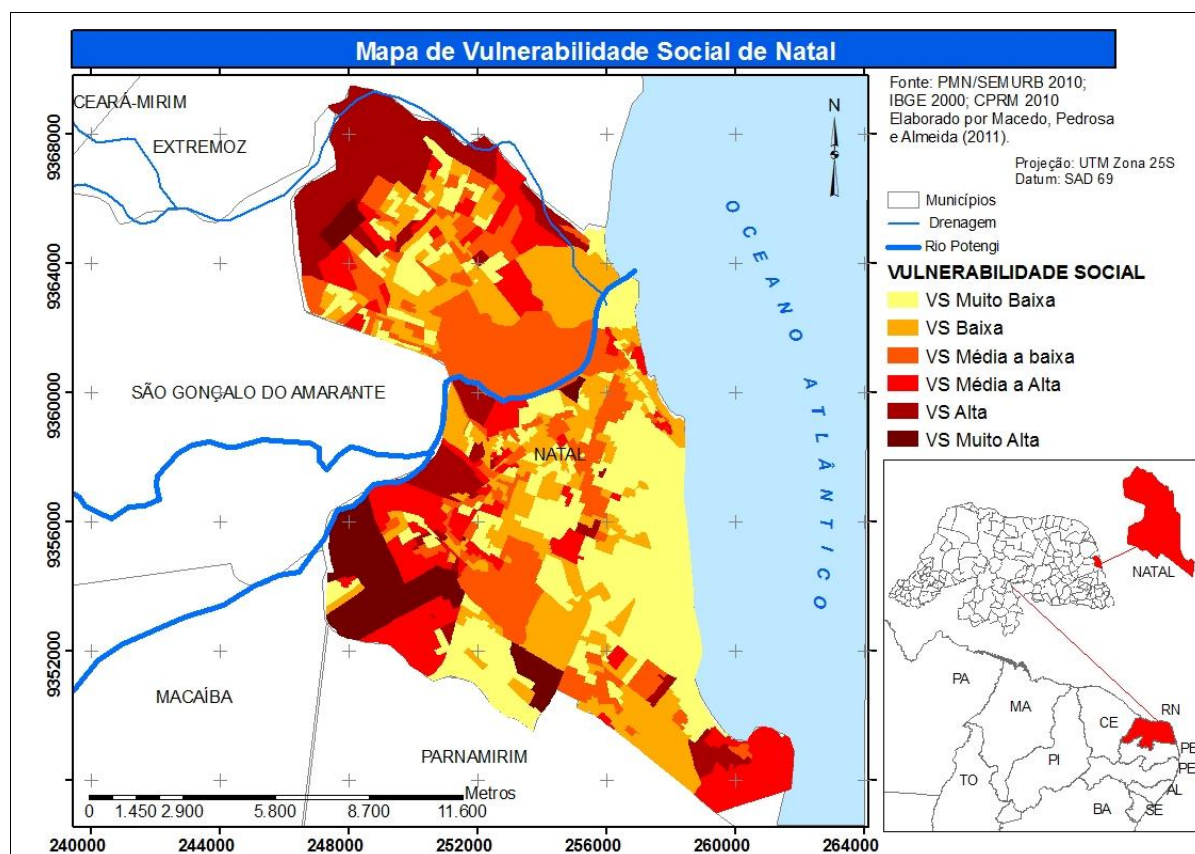 Mapa de Vulnerabilidade Social de Natal
CEARÁ-MIRIM
EXTREMOZ
SÃO GONÇALO DO AMARANTE
NATAL
MACAÍBA
PARNAMIRIM
OCEANO ATLÂNTICO
N
9368000
9364000
9360000
9356000
9352000
Metros
0 1.450 2.900 5.800 8.700 11.600
240000 244000 248000 252000 256000 260000 264000
Fonte: PMN/SEMURB 2010;
IBGE 2000; CPRM 2010
Elaborado por Macedo, Pedrosa
e Almeida (2011).
Projeção: UTM Zona 25S
Datum: SAD 69
Municípios
Drenagem
Rio Potengi
VULNERABILIDADE SOCIAL
VS Muito Baixa
VS Baixa
VS Média a baixa
VS Média a Alta
VS Alta
VS Muito Alta
NATAL
PA
MA
CE
RN
PB
PI
PE
TO
AL
BA
SE